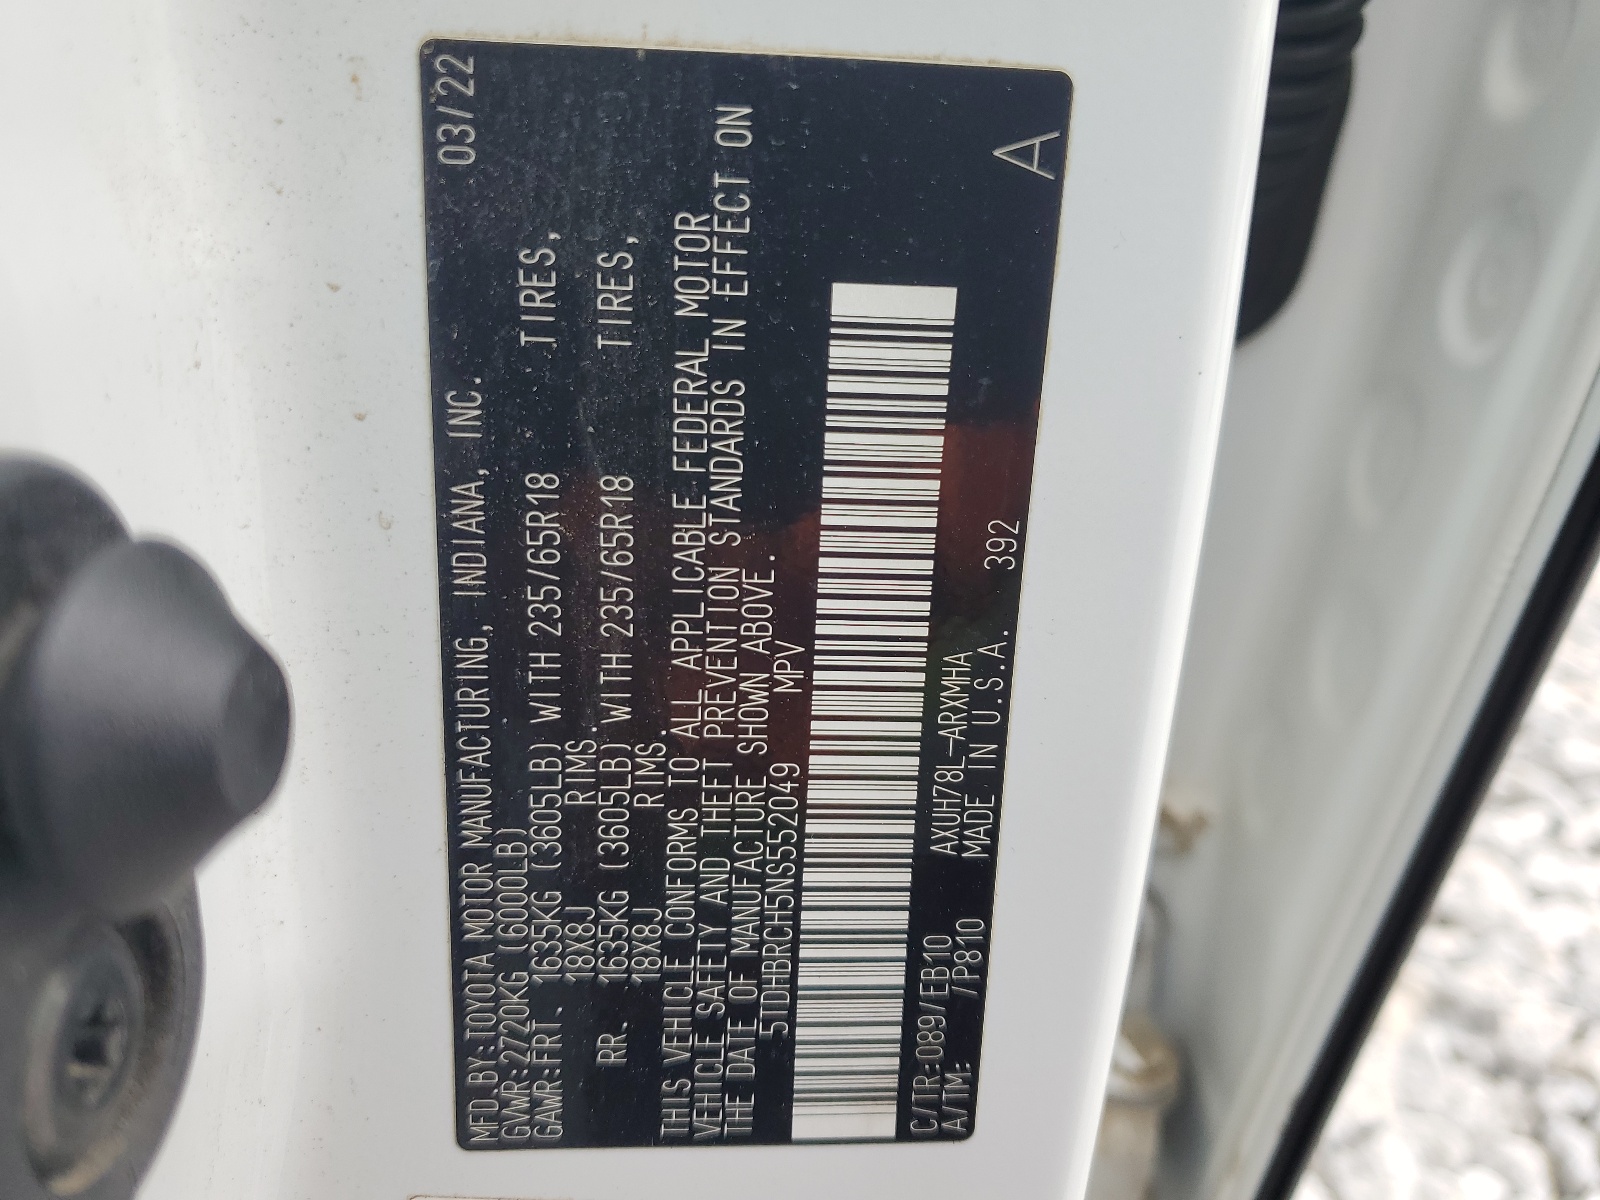 MFD.BY:TOYOTA MOTOR MANUFACTURING, INDIANA, INC. 03/22
GVWR:2720KG (6000LB)
GAWR:FRT. 1635KG (3605LB) WITH 235/65R18 TIRES,
18X8J RIMS.
RR. 1635KG (3605LB) WITH 235/65R18 TIRES,
18X8J RIMS.
THIS VEHICLE CONFORMS TO ALL APPLICABLE FEDERAL MOTOR
VEHICLE SAFETY AND THEFT PREVENTION STANDARDS IN EFFECT ON
THE DATE OF MANUFACTURE SHOWN ABOVE.
5TDHBRCH5NS552049 MPV
C/TR:089/EB10 AXUH78L-ARXMHA
A/TM: /P810 MADE IN U.S.A. 392 A